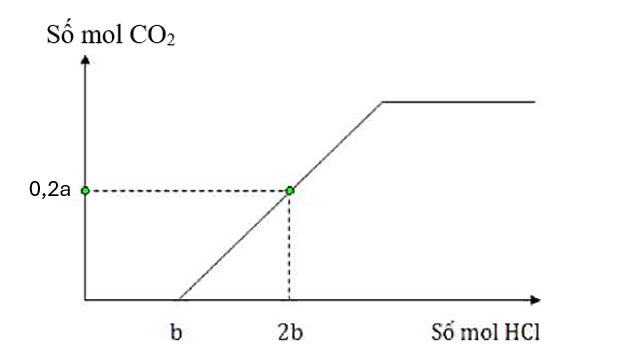 Số mol CO₂
0,2a
b 2b Số mol HCl